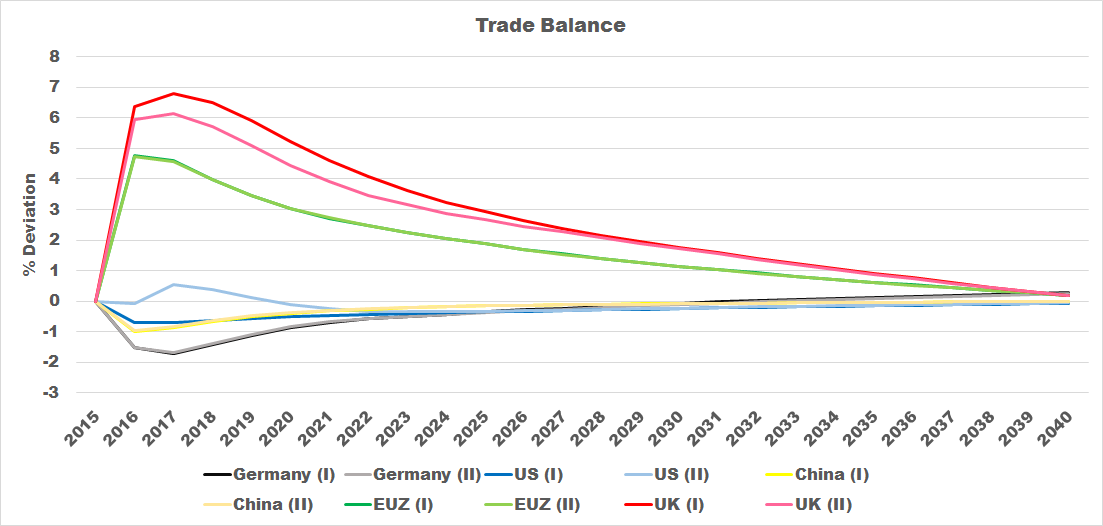 Trade Balance
% Deviation
8
7
6
5
4
3
2
1
0
-1
-2
-3
2015 2016 2017 2018 2019 2020 2021 2022 2023 2024 2025 2026 2027 2028 2029 2030 2031 2032 2033 2034 2035 2036 2037 2038 2039 2040
Germany (I) Germany (II) US (I) US (II) China (I)
China (II) EUZ (I) EUZ (II) UK (I) UK (II)